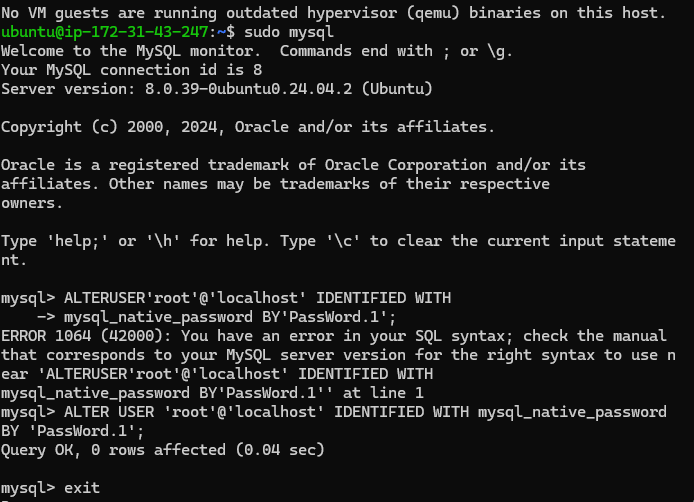 No VM guests are running outdated hypervisor (qemu) binaries on this host.
ubuntu@ip-172-31-43-247:~$ sudo mysql
Welcome to the MySQL monitor.  Commands end with ; or \g.
Your MySQL connection id is 8
Server version: 8.0.39-0ubuntu0.24.04.2 (Ubuntu)

Copyright (c) 2000, 2024, Oracle and/or its affiliates.

Oracle is a registered trademark of Oracle Corporation and/or its
affiliates. Other names may be trademarks of their respective
owners.

Type 'help;' or '\h' for help. Type '\c' to clear the current input stateme
nt.

mysql> ALTERUSER'root'@'localhost' IDENTIFIED WITH
    -> mysql_native_password BY'PassWord.1';
ERROR 1064 (42000): You have an error in your SQL syntax; check the manual
that corresponds to your MySQL server version for the right syntax to use n
ear 'ALTERUSER'root'@'localhost' IDENTIFIED WITH
mysql_native_password BY'PassWord.1'' at line 1
mysql> ALTER USER 'root'@'localhost' IDENTIFIED WITH mysql_native_password
BY 'PassWord.1';
Query OK, 0 rows affected (0.04 sec)

mysql> exit